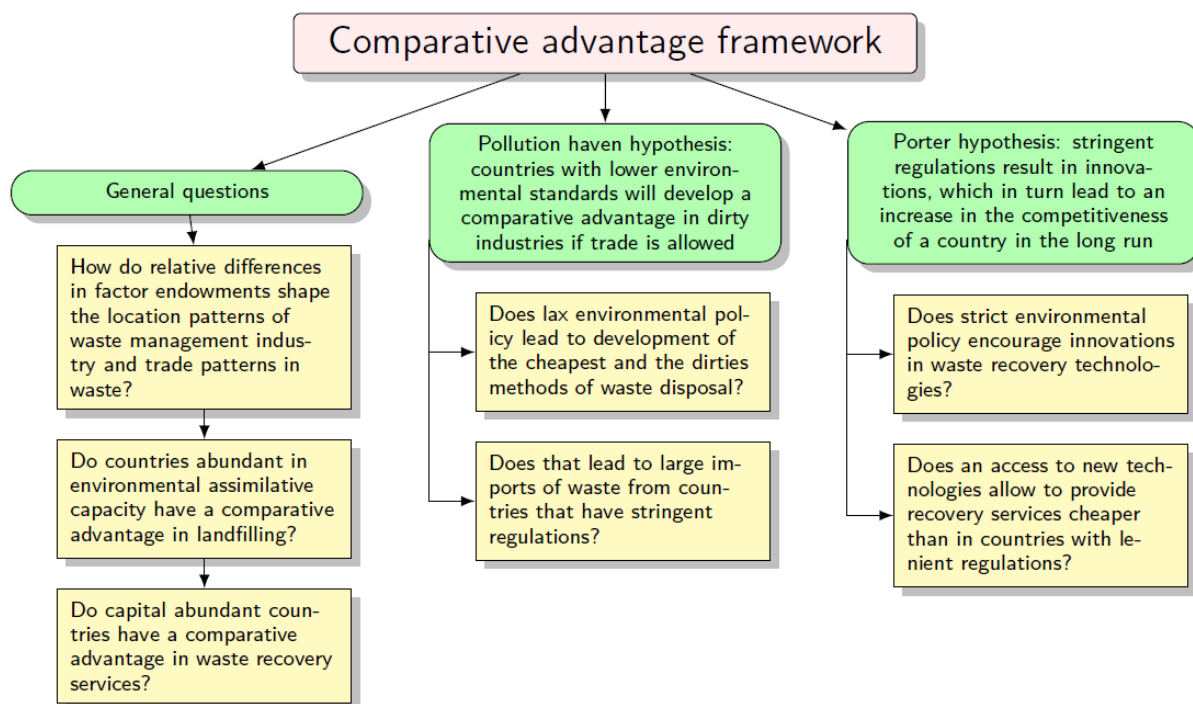 Comparative advantage framework
General questions
How do relative differences
in factor endowments shape
the location patterns of
waste management indus-
try and trade patterns in
waste?
Do countries abundant in
environmental assimilative
capacity have a comparative
advantage in landfilling?
Do capital abundant coun-
tries have a comparative
advantage in waste recovery
services?
Pollution haven hypothesis:
countries with lower environ-
mental standards will develop a
comparative advantage in dirty
industries if trade is allowed
Does lax environmental pol-
icy lead to development of
the cheapest and the dirties
methods of waste disposal?
Does that lead to large im-
ports of waste from coun-
tries that have stringent
regulations?
Porter hypothesis: stringent
regulations result in innova-
tions, which in turn lead to an
increase in the competitiveness
of a country in the long run
Does strict environmental
policy encourage innovations
in waste recovery technolo-
gies?
Does an access to new tech-
nologies allow to provide
recovery services cheaper
than in countries with le-
nient regulations?